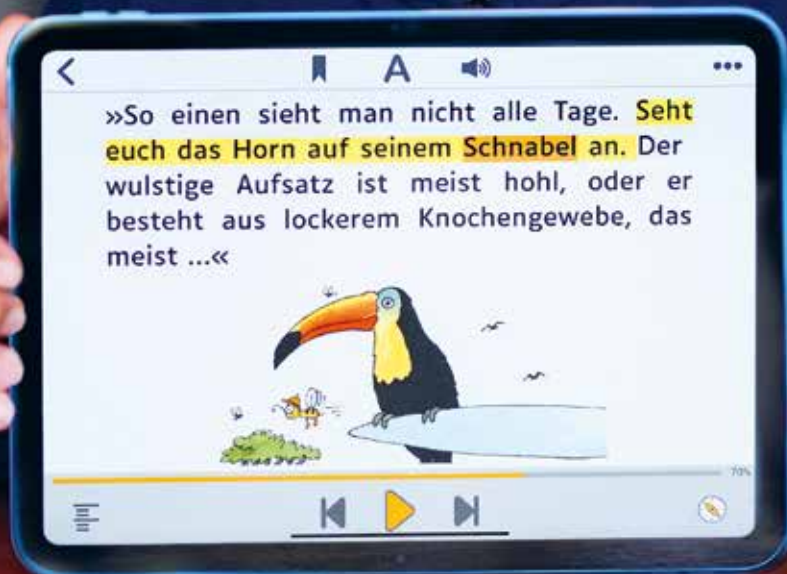 A
»So einen sieht man nicht alle Tage. Seht
euch das Horn auf seinem Schnabel an. Der
wulstige Aufsatz ist meist hohl, oder er
besteht aus lockerem Knochengewebe, das
meist ...«
70%